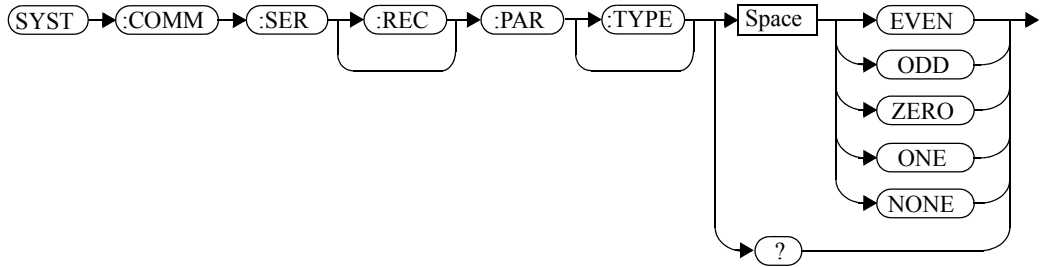 SYST :COMM :SER :REC :PAR :TYPE Space EVEN
ODD
ZERO
ONE
NONE
?